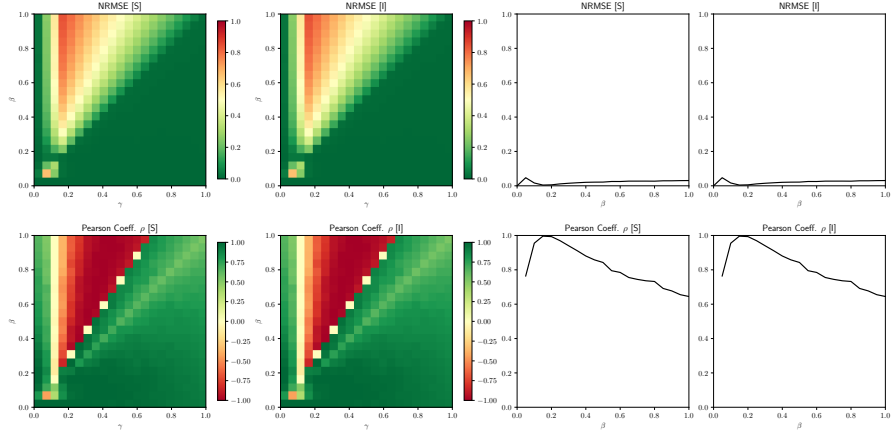 NRMSE [S]
NRMSE [I]
NRMSE [S]
NRMSE [I]
1.0 0.8 0.6 0.4 0.2 0.0
β
0.0 0.2 0.4 0.6 0.8 1.0
γ
1.0 0.8 0.6 0.4 0.2 0.0
0.0 0.2 0.4 0.6 0.8 1.0
γ
1.0 0.8 0.6 0.4 0.2 0.0
1.0 0.8 0.6 0.4 0.2 0.0
0.0 0.2 0.4 0.6 0.8 1.0
β
0.0 0.2 0.4 0.6 0.8 1.0
β
Pearson Coeff. ρ [S]
Pearson Coeff. ρ [I]
Pearson Coeff. ρ [S]
Pearson Coeff. ρ [I]
1.0 0.8 0.6 0.4 0.2 0.0
β
0.0 0.2 0.4 0.6 0.8 1.0
γ
1.00 0.75 0.50 0.25 0.00 −0.25 −0.50 −0.75 −1.00
0.0 0.2 0.4 0.6 0.8 1.0
γ
1.00 0.75 0.50 0.25 0.00 −0.25 −0.50 −0.75 −1.00
1.0 0.8 0.6 0.4 0.2 0.0
0.0 0.2 0.4 0.6 0.8 1.0
β
0.0 0.2 0.4 0.6 0.8 1.0
β